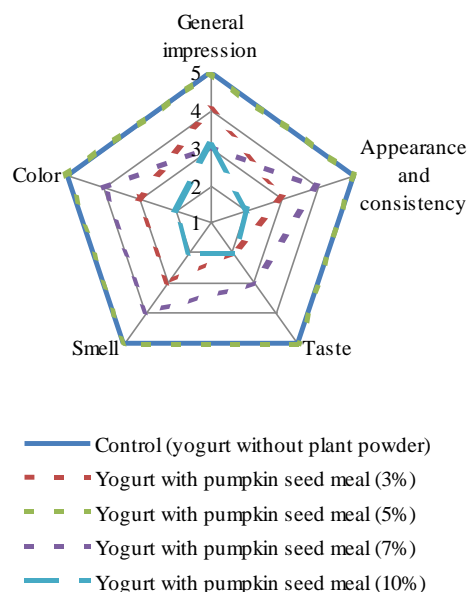 General
impression
5
4
3
2
1
Appearance
and
consistency
Color
Smell
Taste
Control (yogurt without plant powder)
Yogurt with pumpkin seed meal (3%)
Yogurt with pumpkin seed meal (5%)
Yogurt with pumpkin seed meal (7%)
Yogurt with pumpkin seed meal (10%)